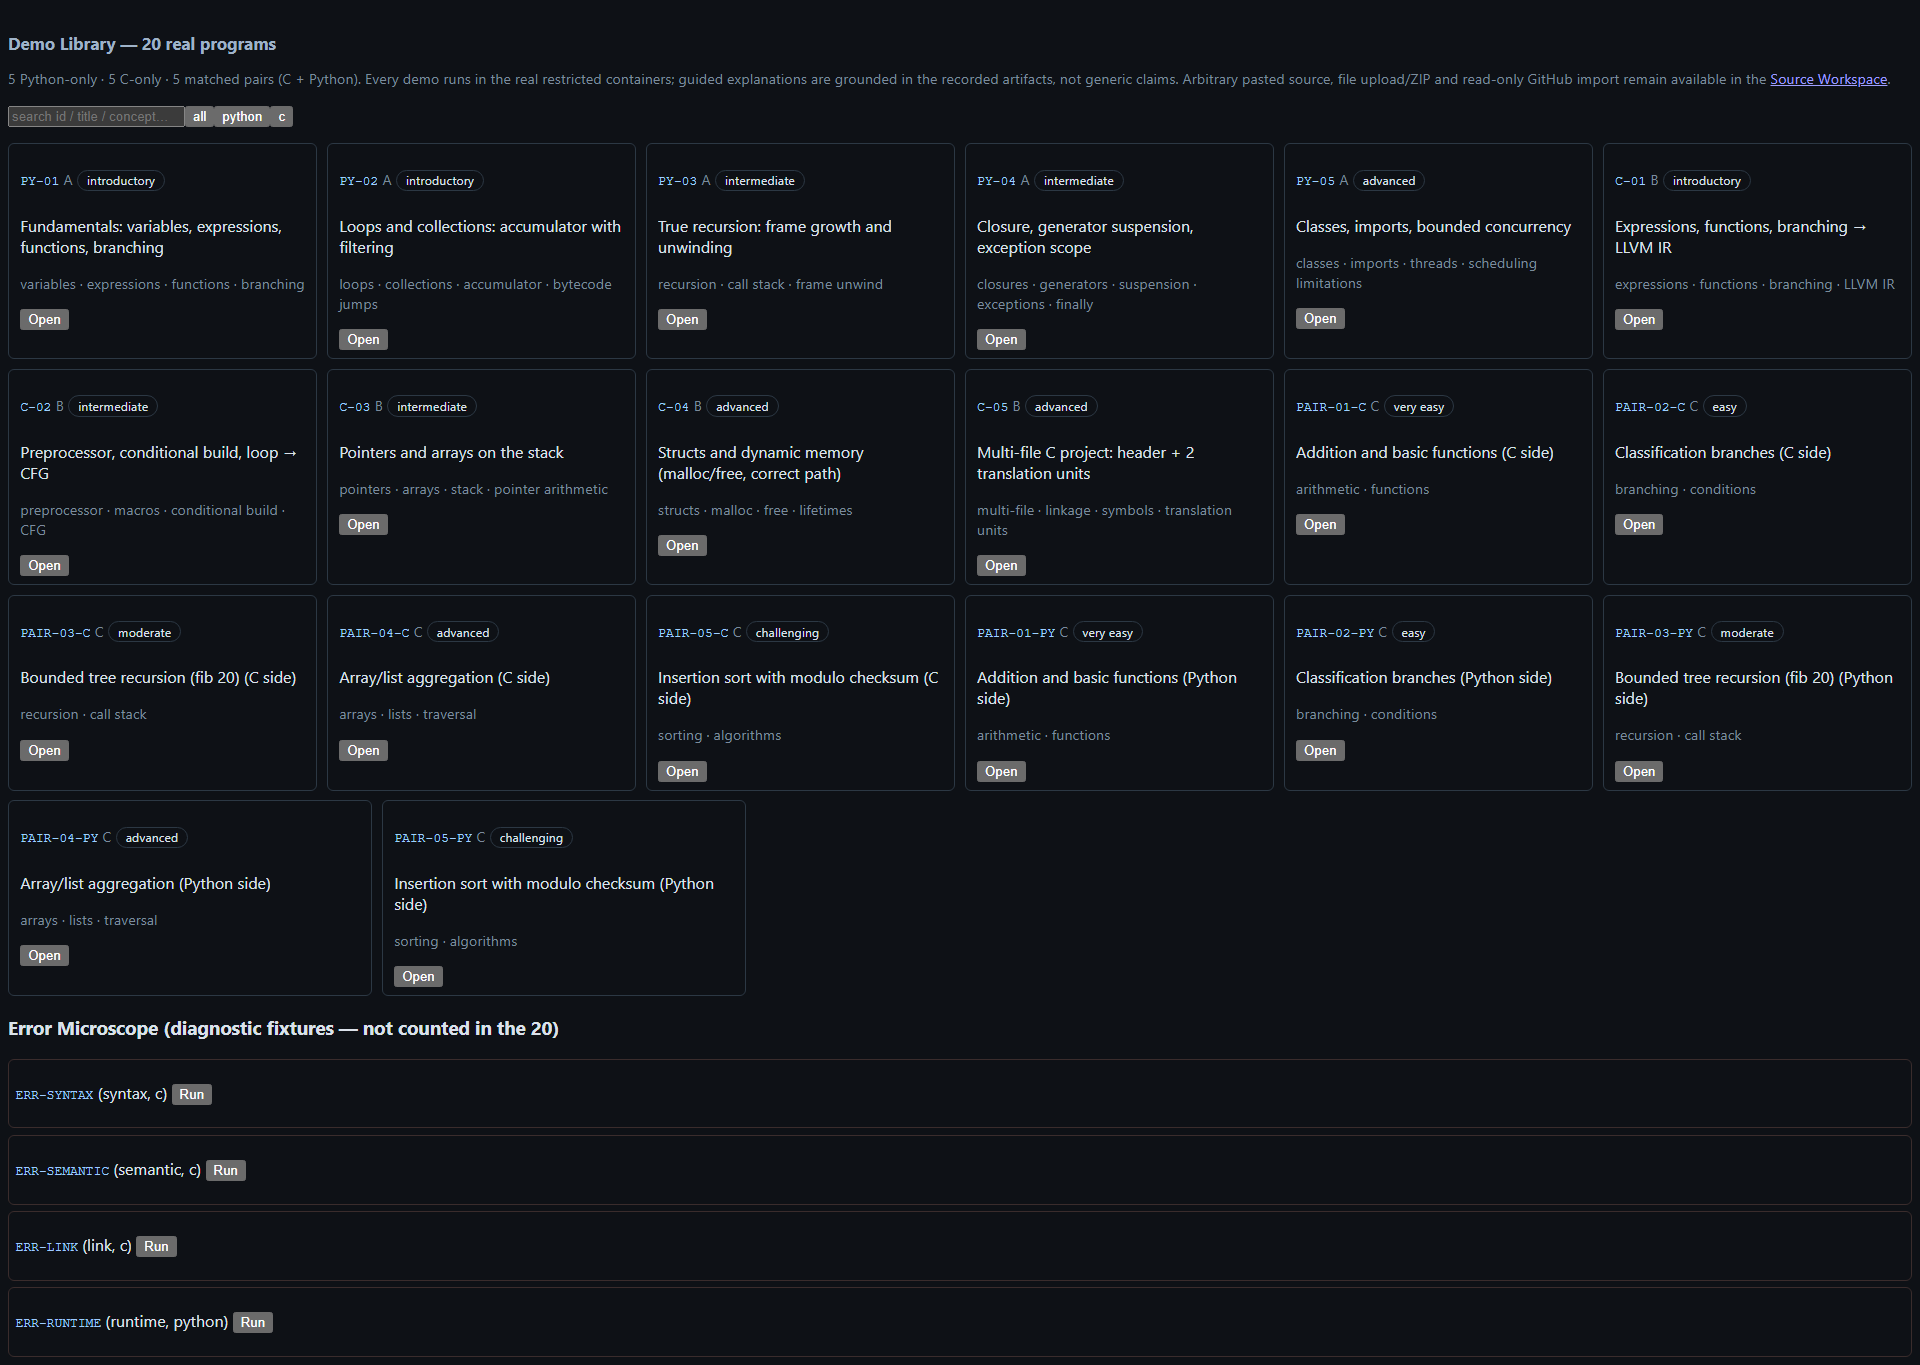 Demo Library — 20 real programs
5 Python-only · 5 C-only · 5 matched pairs (C + Python). Every demo runs in the real restricted containers; guided explanations are grounded in the recorded artifacts, not generic claims. Arbitrary pasted source, file upload/ZIP and read-only GitHub import remain available in the Source Workspace.
search id / title / concept… all python c
PY-01 A introductory
Fundamentals: variables, expressions,
functions, branching
variables · expressions · functions · branching
Open
PY-02 A introductory
Loops and collections: accumulator with
filtering
loops · collections · accumulator · bytecode
jumps
Open
PY-03 A intermediate
True recursion: frame growth and
unwinding
recursion · call stack · frame unwind
Open
PY-04 A intermediate
Closure, generator suspension,
exception scope
closures · generators · suspension ·
exceptions · finally
Open
PY-05 A advanced
Classes, imports, bounded concurrency
classes · imports · threads · scheduling
limitations
Open
C-01 B introductory
Expressions, functions, branching →
LLVM IR
expressions · functions · branching · LLVM IR
Open
C-02 B intermediate
Preprocessor, conditional build, loop →
CFG
preprocessor · macros · conditional build ·
CFG
Open
C-03 B intermediate
Pointers and arrays on the stack
pointers · arrays · stack · pointer arithmetic
Open
C-04 B advanced
Structs and dynamic memory
(malloc/free, correct path)
structs · malloc · free · lifetimes
Open
C-05 B advanced
Multi-file C project: header + 2
translation units
multi-file · linkage · symbols · translation
units
Open
PAIR-01-C C very easy
Addition and basic functions (C side)
arithmetic · functions
Open
PAIR-02-C C easy
Classification branches (C side)
branching · conditions
Open
PAIR-03-C C moderate
Bounded tree recursion (fib 20) (C side)
recursion · call stack
Open
PAIR-04-C C advanced
Array/list aggregation (C side)
arrays · lists · traversal
Open
PAIR-05-C C challenging
Insertion sort with modulo checksum (C
side)
sorting · algorithms
Open
PAIR-01-PY C very easy
Addition and basic functions (Python
side)
arithmetic · functions
Open
PAIR-02-PY C easy
Classification branches (Python side)
branching · conditions
Open
PAIR-03-PY C moderate
Bounded tree recursion (fib 20) (Python
side)
recursion · call stack
Open
PAIR-04-PY C advanced
Array/list aggregation (Python side)
arrays · lists · traversal
Open
PAIR-05-PY C challenging
Insertion sort with modulo checksum (Python
side)
sorting · algorithms
Open
Error Microscope (diagnostic fixtures — not counted in the 20)
ERR-SYNTAX (syntax, c) Run
ERR-SEMANTIC (semantic, c) Run
ERR-LINK (link, c) Run
ERR-RUNTIME (runtime, python) Run